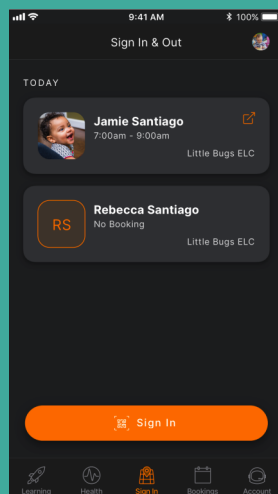 9:41 AM
100%
Sign In & Out
TODAY
Jamie Santiago
7:00am - 9:00am
Little Bugs ELC
RS
Rebecca Santiago
No Booking
Little Bugs ELC
Sign In
Learning Health Sign In Bookings Account